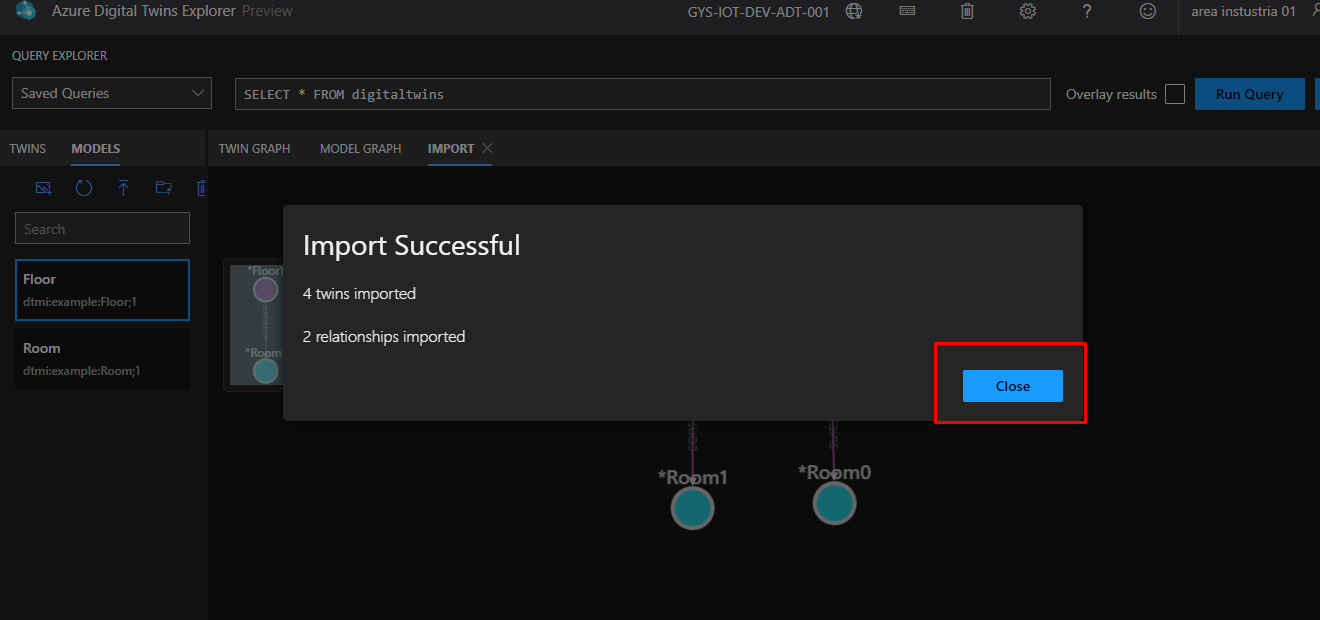 Azure Digital Twins Explorer Preview
GYS-IOT-DEV-ADT-001
?
area instustria 01
QUERY EXPLORER
Saved Queries
SELECT * FROM digitaltwins
Overlay results
Run Query
TWINS
MODELS
TWIN GRAPH
MODEL GRAPH
IMPORT
Search
Floor
dtmi:example:Floor;1
Room
dtmi:example:Room;1
Import Successful
4 twins imported
2 relationships imported
Close
*Room1
*Room0